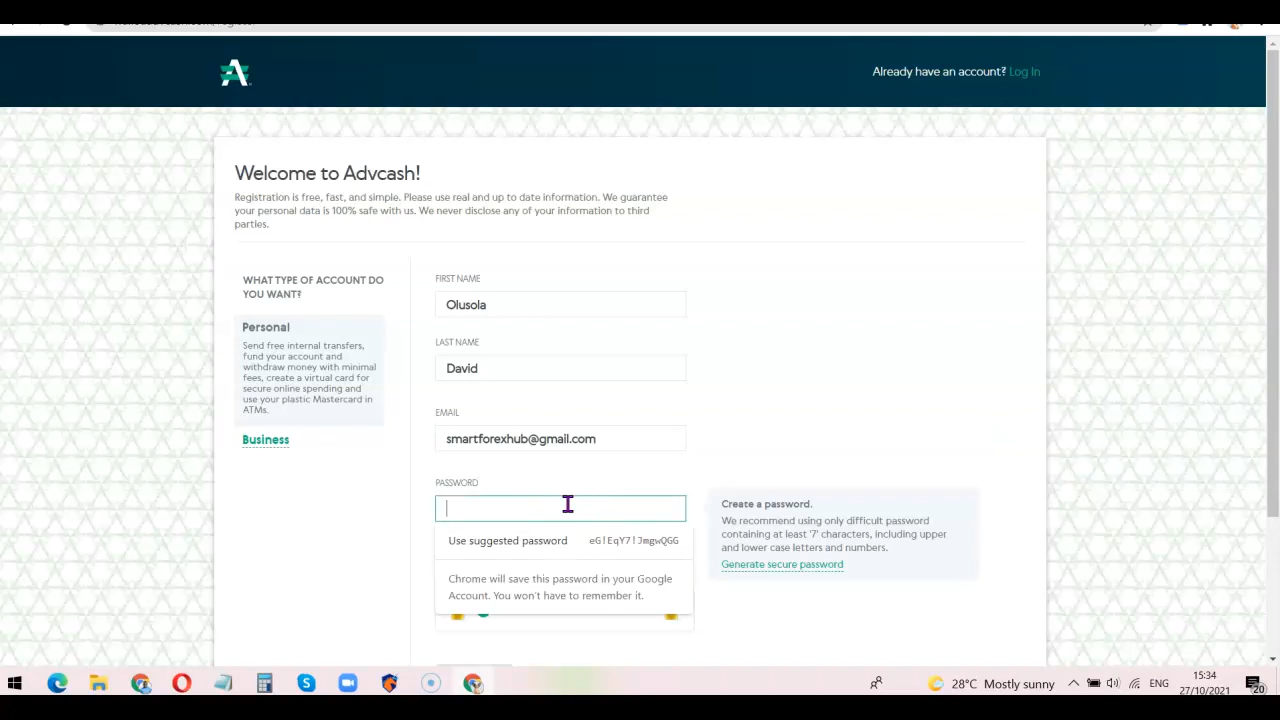 Already have an account? Log In
Welcome to Advcash!
Registration is free, fast, and simple. Please use real and up to date information. We guarantee
your personal data is 100% safe with us. We never disclose any of your information to third
parties.
WHAT TYPE OF ACCOUNT DO
YOU WANT?
Personal
Send free internal transfers,
fund your account and
withdraw money with minimal
fees, create a virtual card for
secure online spending and
use your plastic Mastercard in
ATMs.
Business
FIRST NAME
Olusola
LAST NAME
David
EMAIL
smartforexhub@gmail.com
PASSWORD
Use suggested password eG!EqY7!JmgwQGG
Chrome will save this password in your Google
Account. You won't have to remember it.
Create a password.
We recommend using only difficult password
containing at least '7' characters, including upper
and lower case letters and numbers.
Generate secure password
28°C Mostly sunny
ENG
15:34
27/10/2021
20